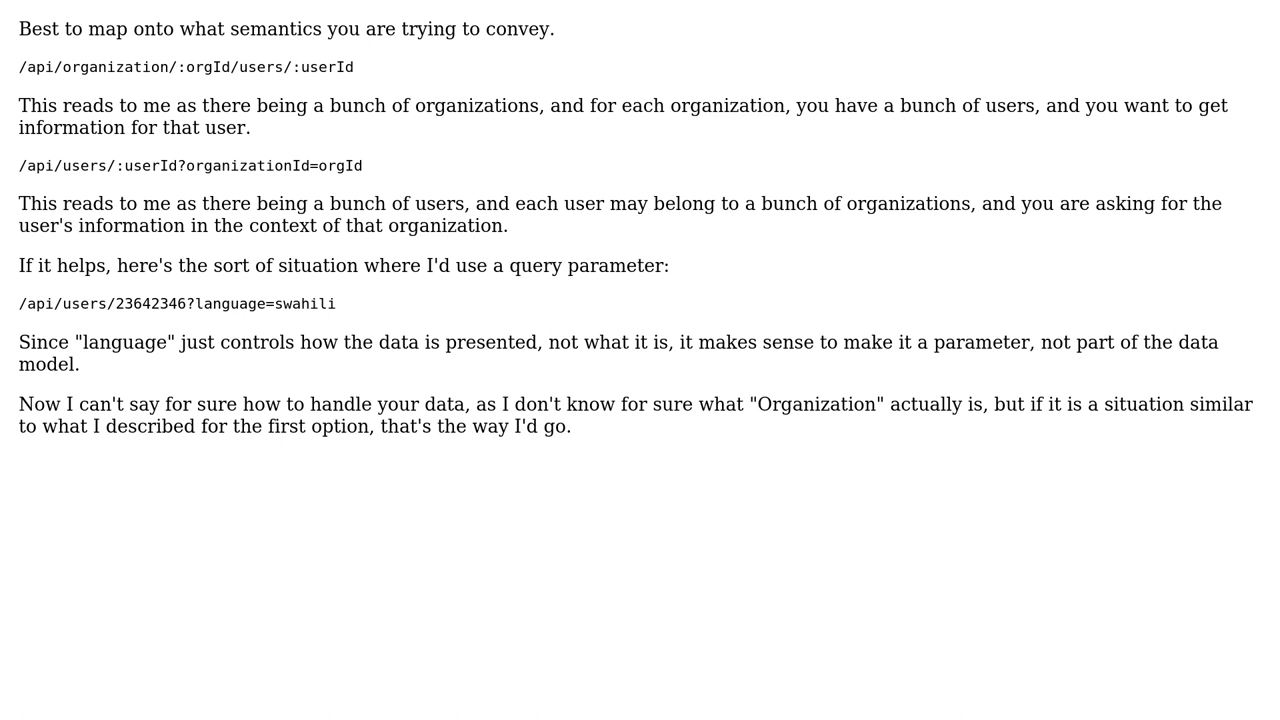 Best to map onto what semantics you are trying to convey.
/api/organization/:orgId/users/:userId
This reads to me as there being a bunch of organizations, and for each organization, you have a bunch of users, and you want to get
information for that user.
/api/users/:userId?organizationId=orgId
This reads to me as there being a bunch of users, and each user may belong to a bunch of organizations, and you are asking for the
user's information in the context of that organization.
If it helps, here's the sort of situation where I'd use a query parameter:
/api/users/23642346?language=swahili
Since "language" just controls how the data is presented, not what it is, it makes sense to make it a parameter, not part of the data
model.
Now I can't say for sure how to handle your data, as I don't know for sure what "Organization" actually is, but if it is a situation similar
to what I described for the first option, that's the way I'd go.